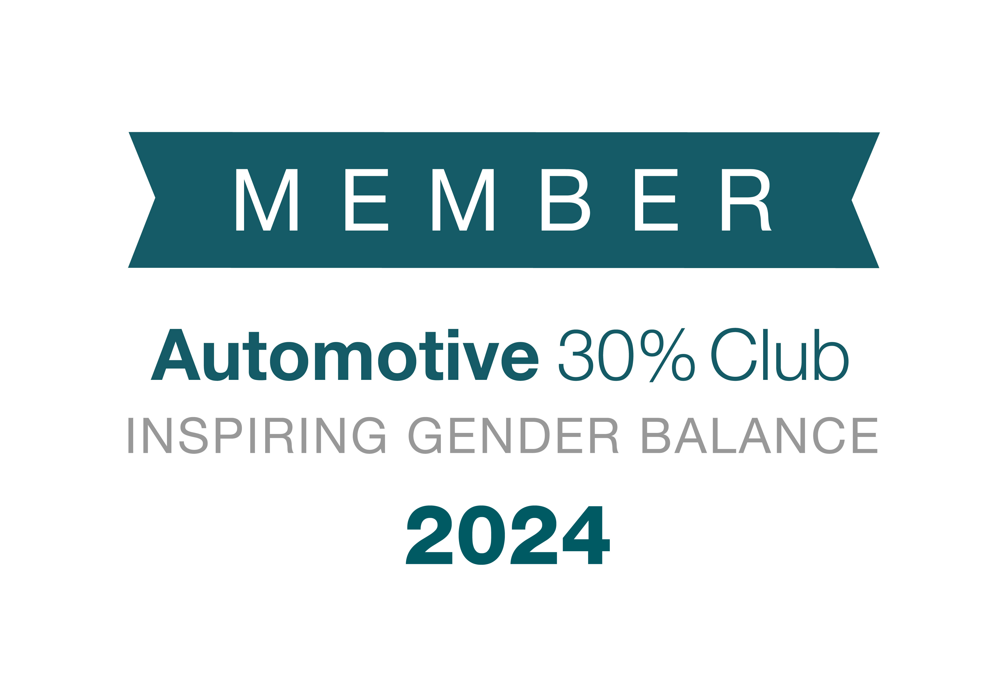 MEMBER
Automotive 30% Club
INSPIRING GENDER BALANCE
2024